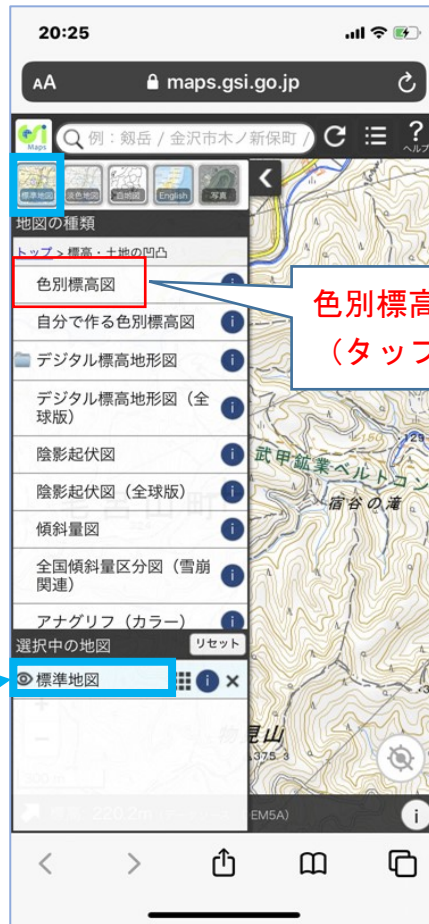 20:25
AA
maps.gsi.go.jp
Maps
例：剱岳 / 金沢市木ノ新保町 /
ヘルプ
標準地図
淡色地図
白地図
English
写真
地図の種類
トップ > 標高・土地の凹凸
色別標高図
自分で作る色別標高図
デジタル標高地形図
デジタル標高地形図（全
球版）
陰影起伏図
陰影起伏図（全球版）
傾斜量図
全国傾斜量区分図（雪崩
関連）
アナグリフ（カラー）
選択中の地図
リセット
標準地図
色別標高
（タップ
武甲鉱業ベルトコン
宿谷の滝
見山
375.3
220.2m
EM5A)